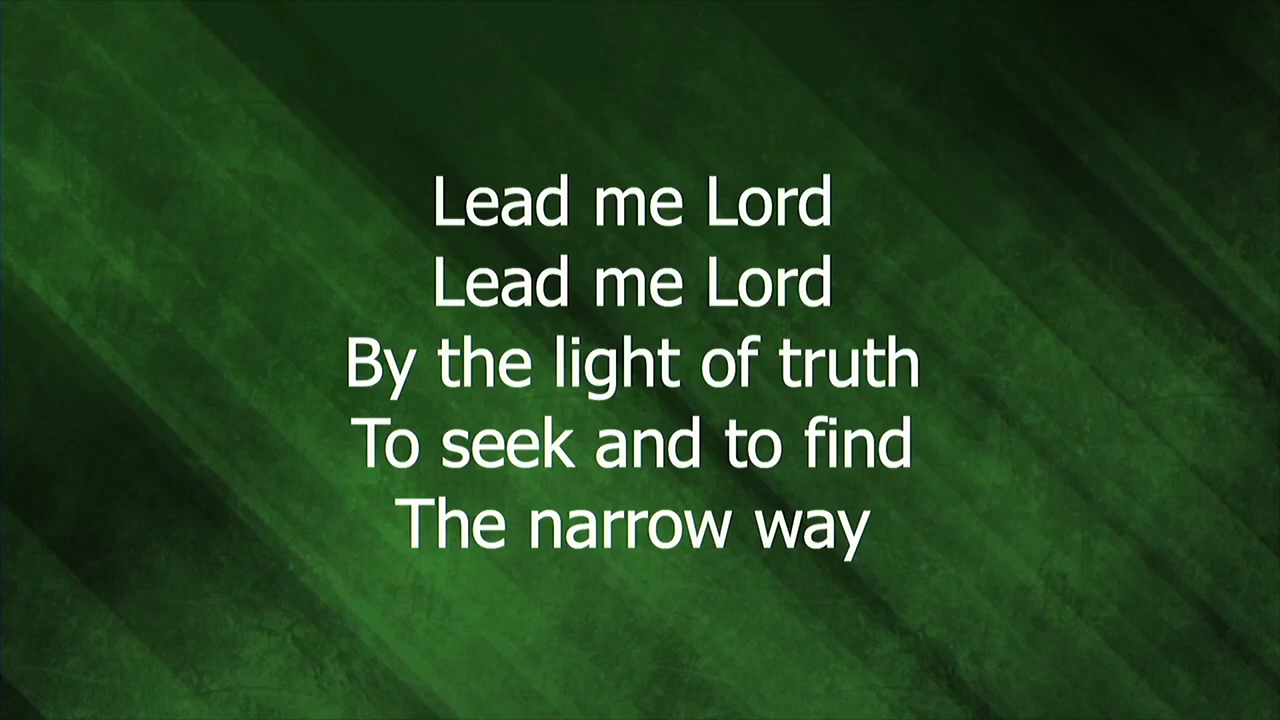 Lead me Lord
Lead me Lord
By the light of truth
To seek and to find
The narrow way